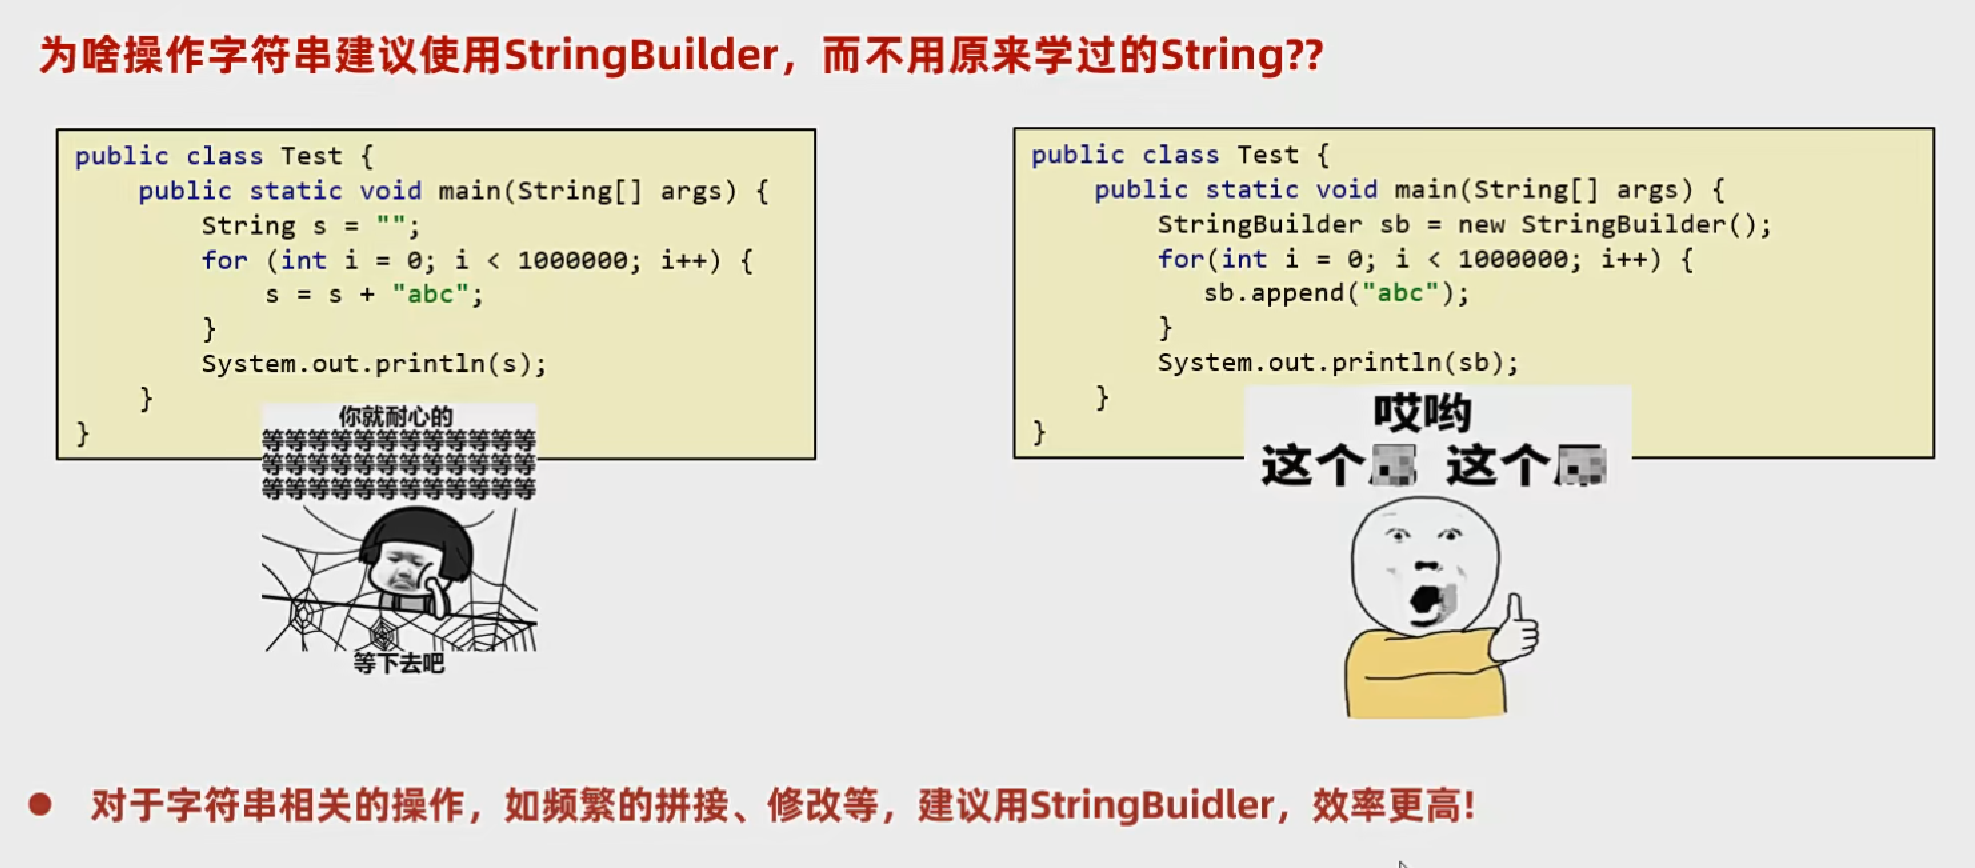 为啥操作字符串建议使用StringBuilder，而不用原来学过的String??
public class Test {
public static void main(String[] args) {
String s = "";
for (int i = 0; i < 1000000; i++) {
s = s + "abc";
}
System.out.println(s);
}
}
你就耐心的
等等等等等等等等等等等等
等等等等等等等等等等等等
等等等等等等等等等等等等
等下去吧
public class Test {
public static void main(String[] args) {
StringBuilder sb = new StringBuilder();
for(int i = 0; i < 1000000; i++) {
sb.append("abc");
}
System.out.println(sb);
}
}
哎哟
这个 这个
对于字符串相关的操作，如频繁的拼接、修改等，建议用StringBuidler，效率更高!